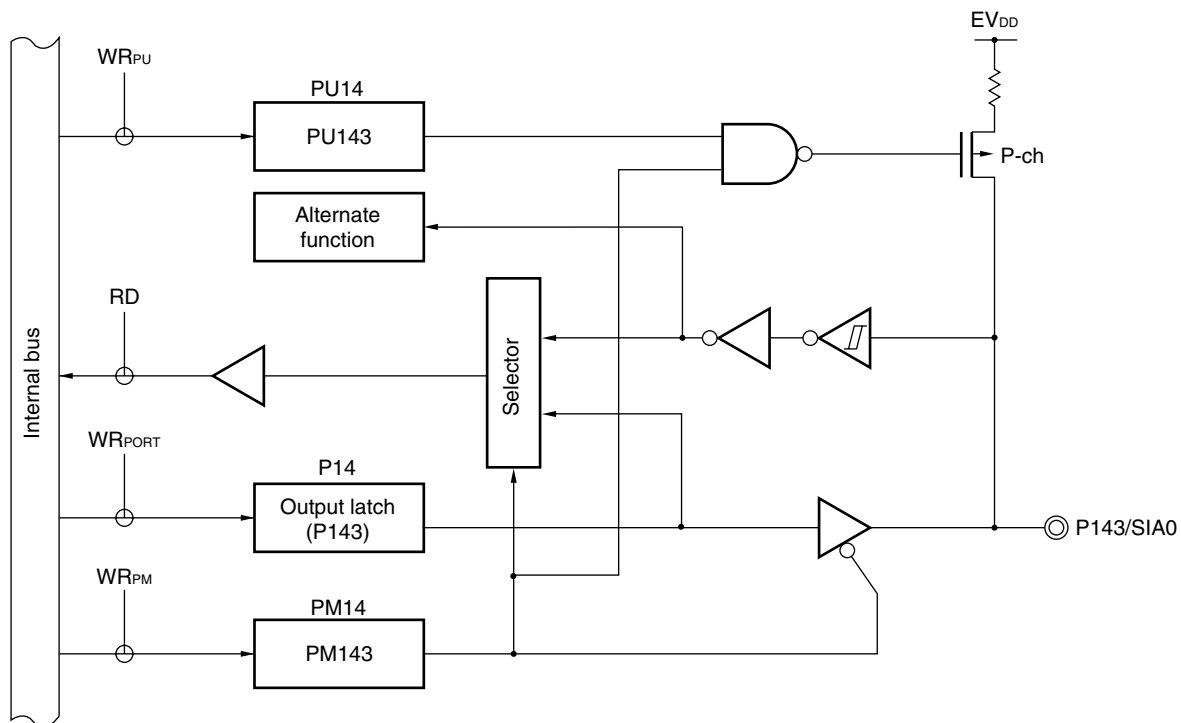 EVDD
WRPU
PU14
PU143
P-ch
Alternate
function
RD
Internal bus
Selector
WRPORT
P14
Output latch
(P143)
P143/SIA0
WRPM
PM14
PM143